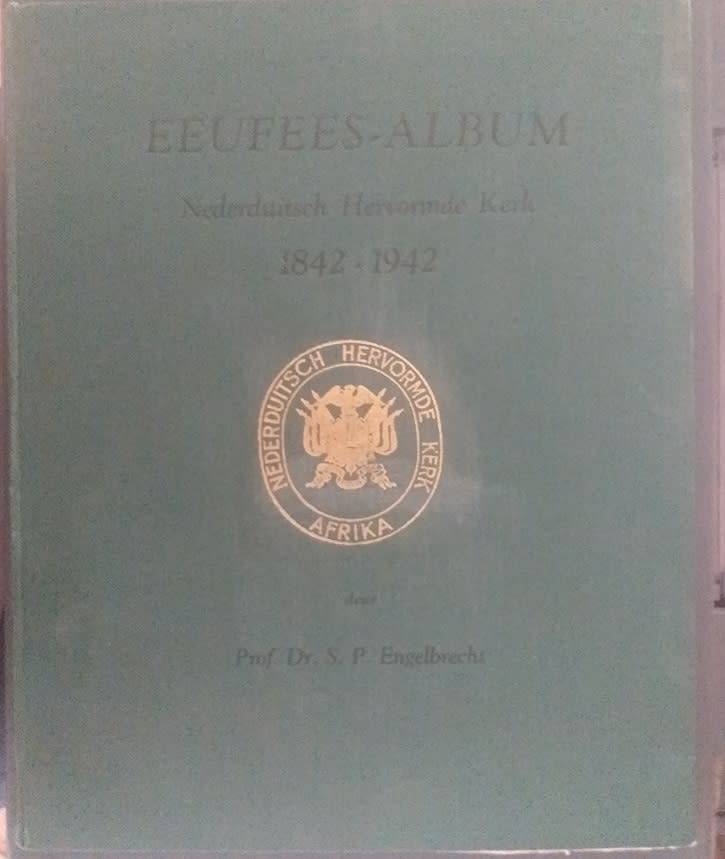 EEUFEES-ALBUM
Nederduitsch Hervormde Kerk
1842-1942
NEDERDUITSCH HERVORMDE KERK
AFRIKA
deur
Prof. Dr. S. P. Engelbrecht